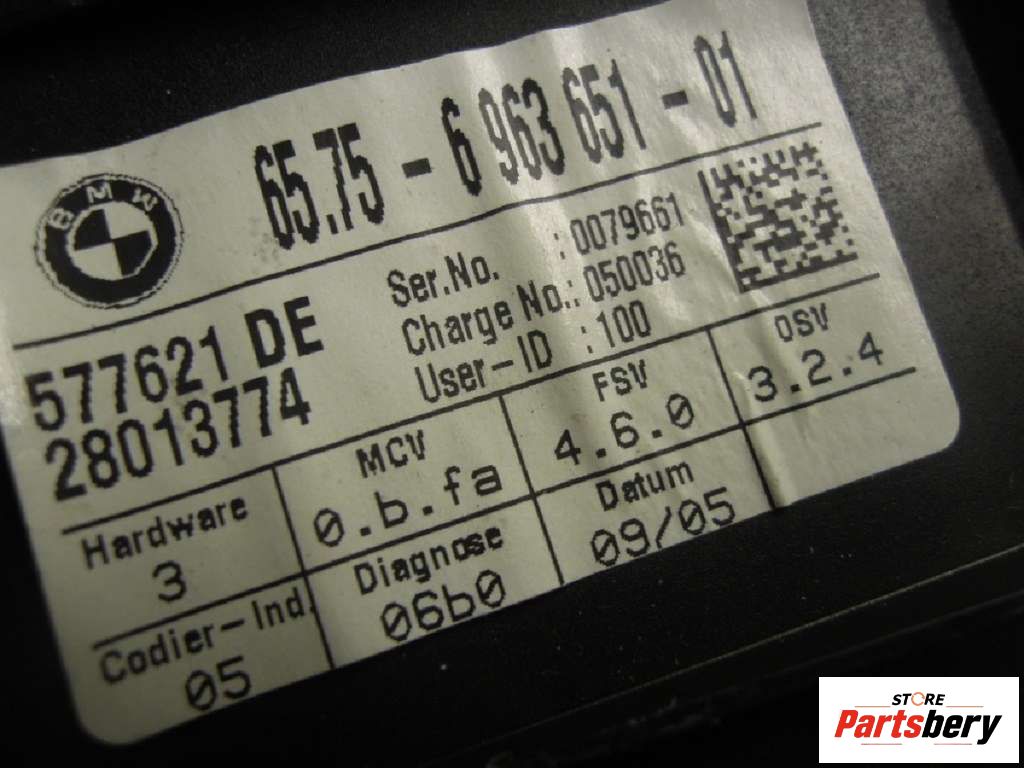 BMW
65.75 - 6 963 651 - 01
577621 DE
28013774
Ser.No. :0079661
Charge No.: 050036
User-ID :100
Hardware
3
MCV
0.b.fa
FSV
4.6.0
OSV
3.2.4
Codier-Ind.
05
Diagnose
06b0
Datum
09/05
STORE
Partsbery